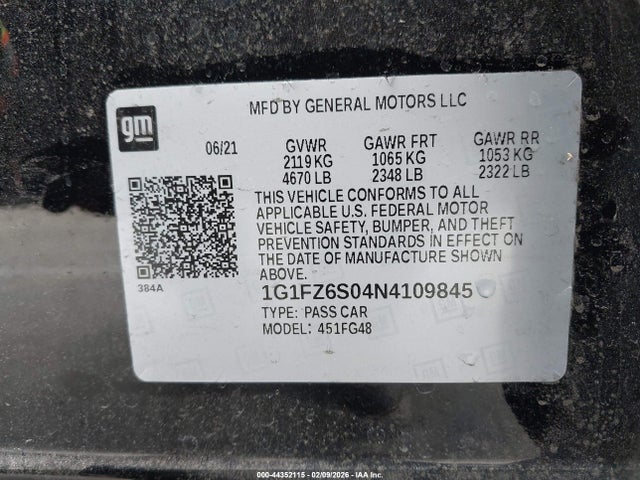 gm
MFD BY GENERAL MOTORS LLC
06/21 GVWR GAWR FRT GAWR RR
2119 KG 1065 KG 1053 KG
4670 LB 2348 LB 2322 LB
THIS VEHICLE CONFORMS TO ALL
APPLICABLE U.S. FEDERAL MOTOR
VEHICLE SAFETY, BUMPER, AND THEFT
PREVENTION STANDARDS IN EFFECT ON
THE DATE OF MANUFACTURE SHOWN
ABOVE.
384A
1G1FZ6S04N4109845
TYPE: PASS CAR
MODEL: 451FG48
000-44352115 - 02/09/2026 - IAA Inc.